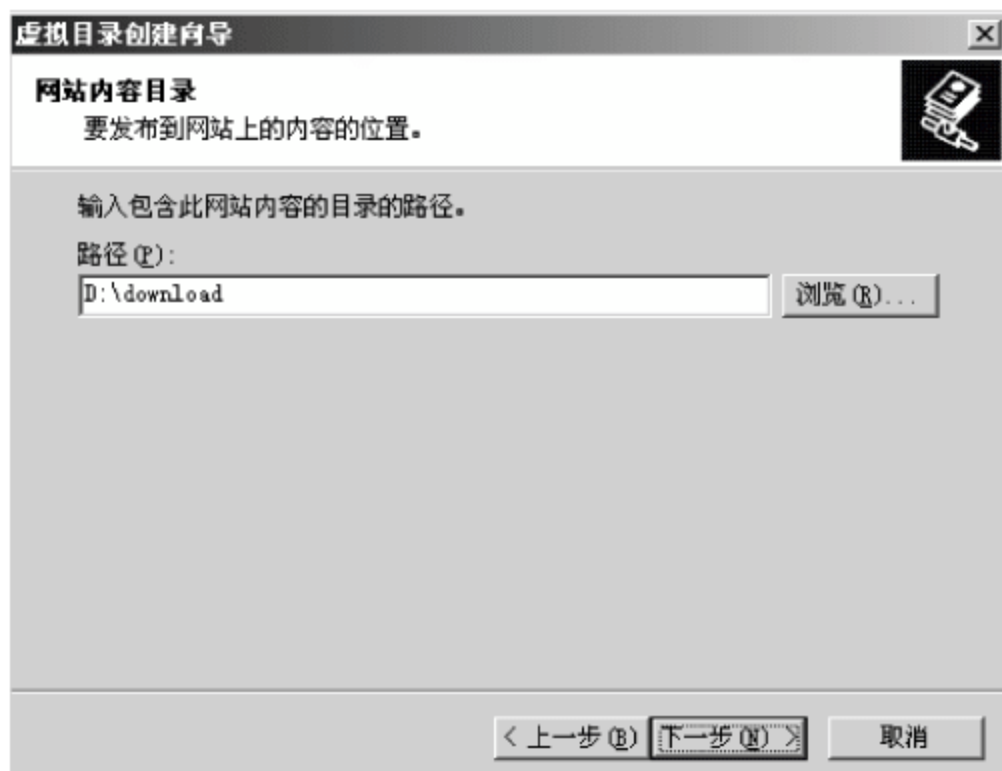 虚拟目录创建向导
网站内容目录
要发布到网站上的内容的位置。
输入包含此网站内容的目录的路径。
路径(P):
D:\download
浏览(R)...
< 上一步(B)
下一步(N) >
取消